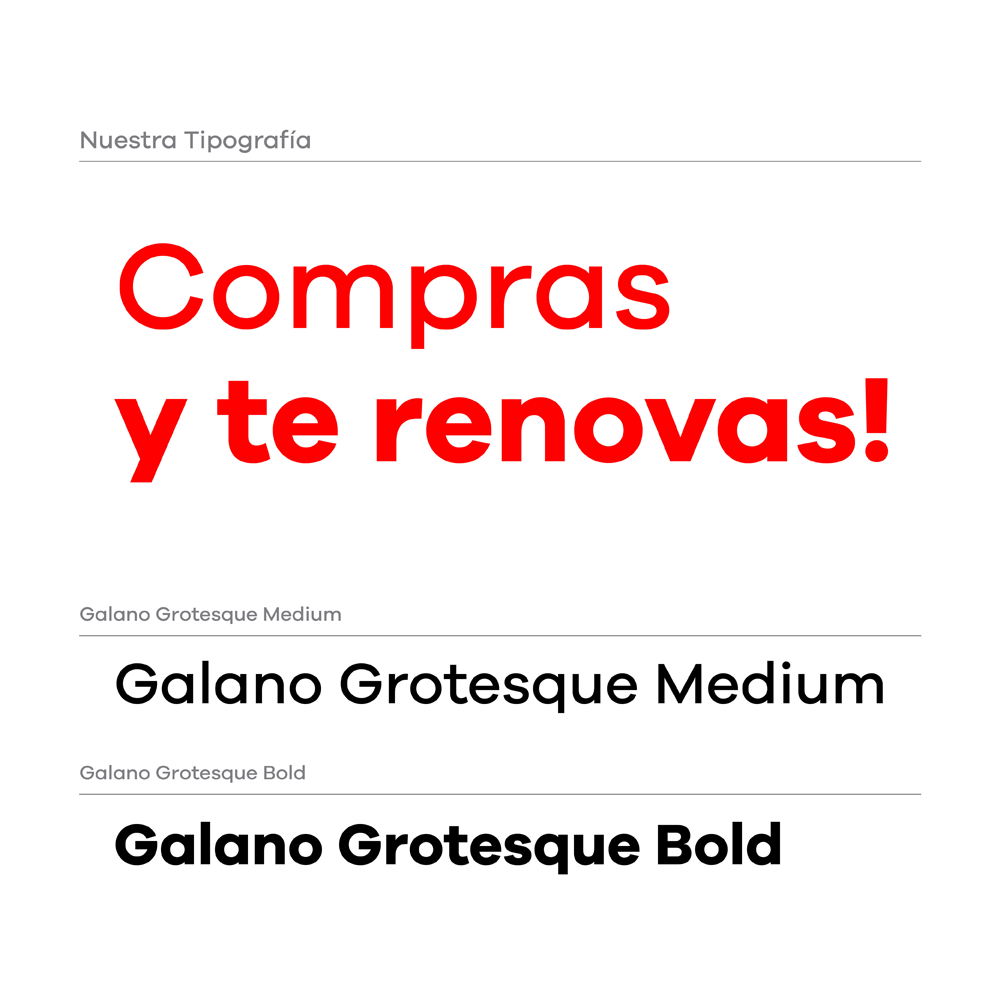 Nuestra Tipografía
Compras
y te renovas!
Galano Grotesque Medium
Galano Grotesque Medium
Galano Grotesque Bold
Galano Grotesque Bold